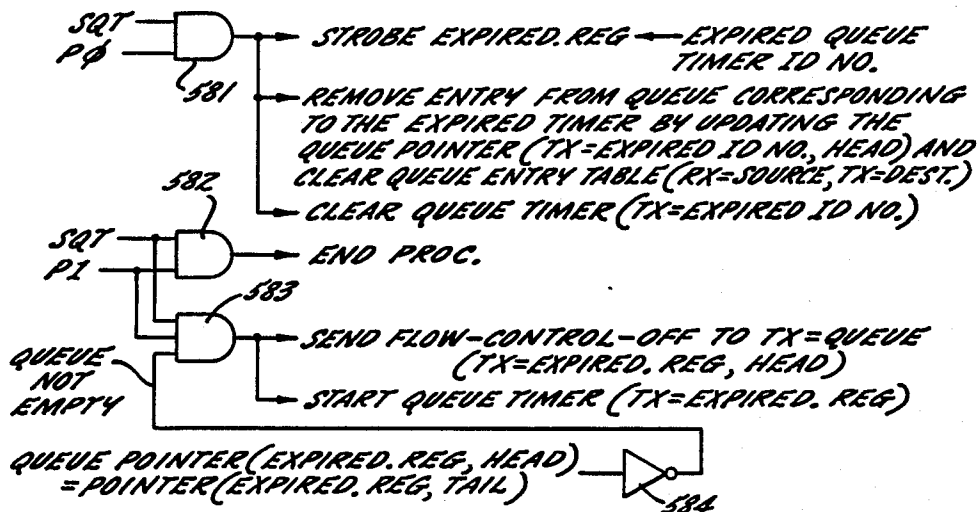 SQT
PØ
581
STROBE EXPIRED.REG ← EXPIRED QUEUE
TIMER ID NO.
REMOVE ENTRY FROM QUEUE CORRESPONDING
TO THE EXPIRED TIMER BY UPDATING THE
QUEUE POINTER (TX=EXPIRED ID NO., HEAD) AND
CLEAR QUEUE ENTRY TABLE (RX=SOURCE, TX=DEST.)
CLEAR QUEUE TIMER (TX=EXPIRED ID NO.)
582
SQT
P1
END PROC.
583
SEND FLOW-CONTROL-OFF TO TX=QUEUE
(TX=EXPIRED.REG, HEAD)
START QUEUE TIMER (TX=EXPIRED. REG)
QUEUE
NOT
EMPTY
QUEUE POINTER (EXPIRED.REG, HEAD)
=POINTER (EXPIRED. REG, TAIL)
584